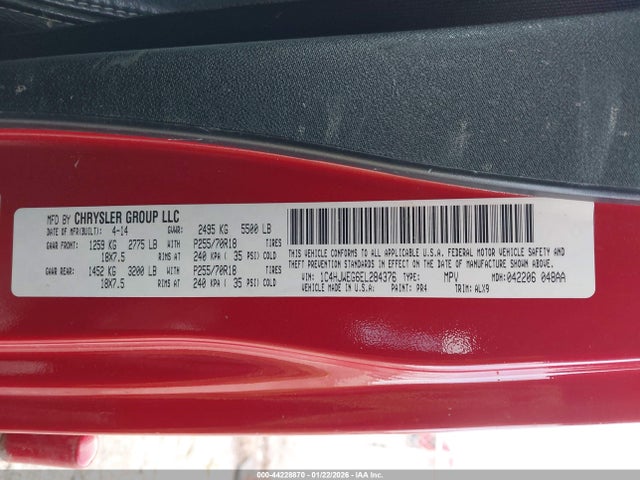 MFD BY CHRYSLER GROUP LLC
DATE OF MFR(BUILT): 4-14 GVWR: 2495 KG 5500 LB
GAWR FRONT: 1259 KG 2775 LB WITH P255/70R18 TIRES
18X7.5 RIMS AT 240 KPA ( 35 PSI) COLD
GAWR REAR: 1452 KG 3200 LB WITH P255/70R18 TIRES
18X7.5 RIMS AT 240 KPA ( 35 PSI) COLD
THIS VEHICLE CONFORMS TO ALL APPLICABLE U.S.A. FEDERAL MOTOR VEHICLE SAFETY,
BUMPER AND THEFT PREVENTION STANDARDS IN EFFECT ON THE
DATE OF MANUFACTURE SHOWN ABOVE.
VIN: 1C4HJWEG6EL284376 TYPE: MPV MDH: 042206 048AA
VEHICLE MADE IN U.S.A. PAINT: PR4 TRIM: ALX9
000-44228870 - 01/22/2026 - IAA Inc.